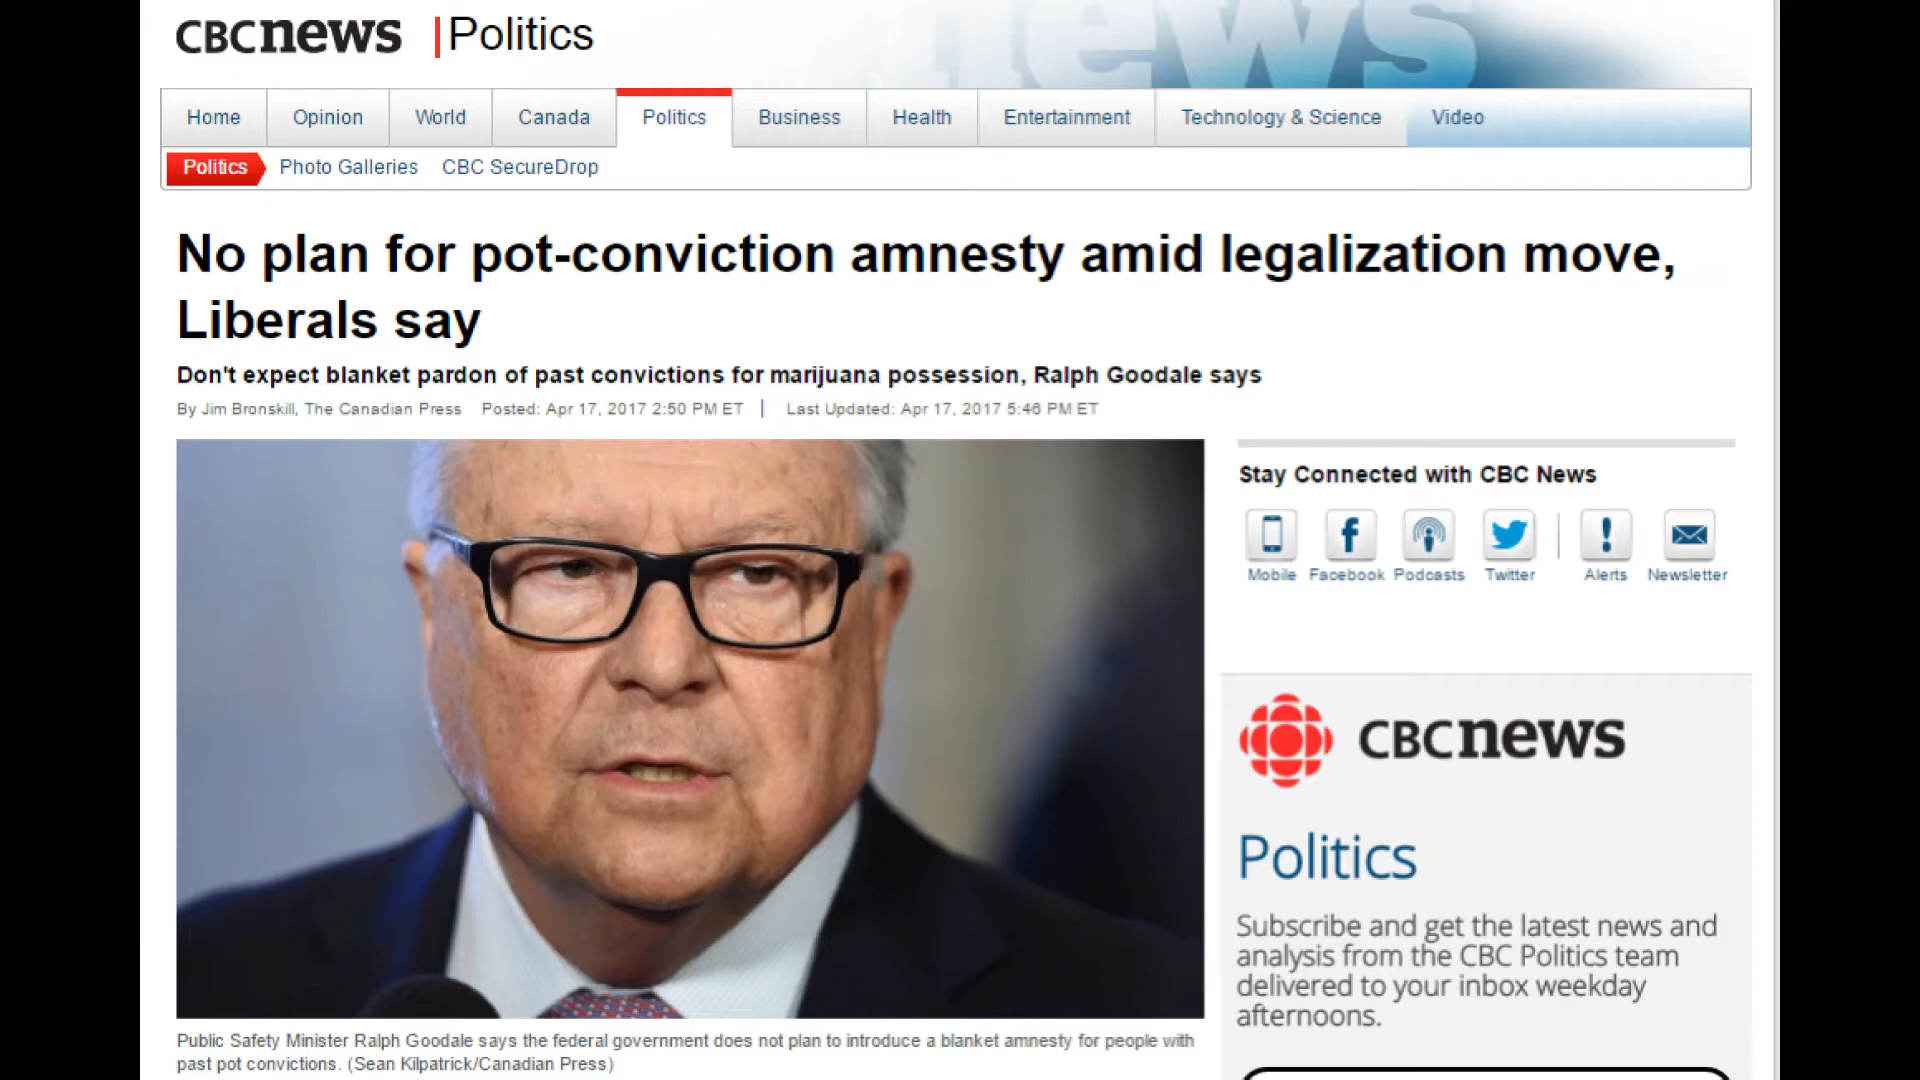 CBCnews | Politics
news
Home Opinion World Canada Politics Business Health Entertainment Technology & Science Video
Politics Photo Galleries CBC SecureDrop
No plan for pot-conviction amnesty amid legalization move,
Liberals say
Don't expect blanket pardon of past convictions for marijuana possession, Ralph Goodale says
By Jim Bronskill, The Canadian Press Posted: Apr 17, 2017 2:50 PM ET | Last Updated: Apr 17, 2017 5:46 PM ET
Stay Connected with CBC News
Mobile Facebook Podcasts Twitter Alerts Newsletter
CBCnews
Politics
Subscribe and get the latest news and
analysis from the CBC Politics team
delivered to your inbox weekday
afternoons.
Public Safety Minister Ralph Goodale says the federal government does not plan to introduce a blanket amnesty for people with
past pot convictions. (Sean Kilpatrick/Canadian Press)